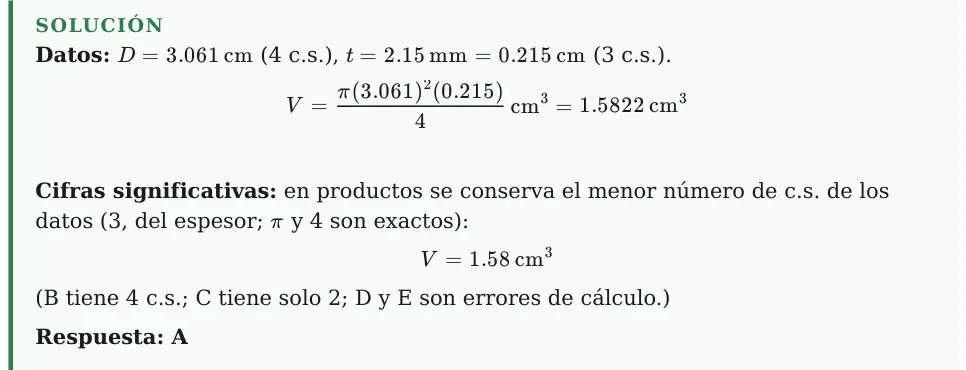 SOLUCIÓN
Datos: D = 3.061 cm (4 c.s.), t = 2.15 mm = 0.215 cm (3 c.s.).
V = π(3.061)²(0.215)/4 cm³ = 1.5822 cm³
Cifras significativas: en productos se conserva el menor número de c.s. de los
datos (3, del espesor; π y 4 son exactos):
V = 1.58 cm³
(B tiene 4 c.s.; C tiene solo 2; D y E son errores de cálculo.)
Respuesta: A